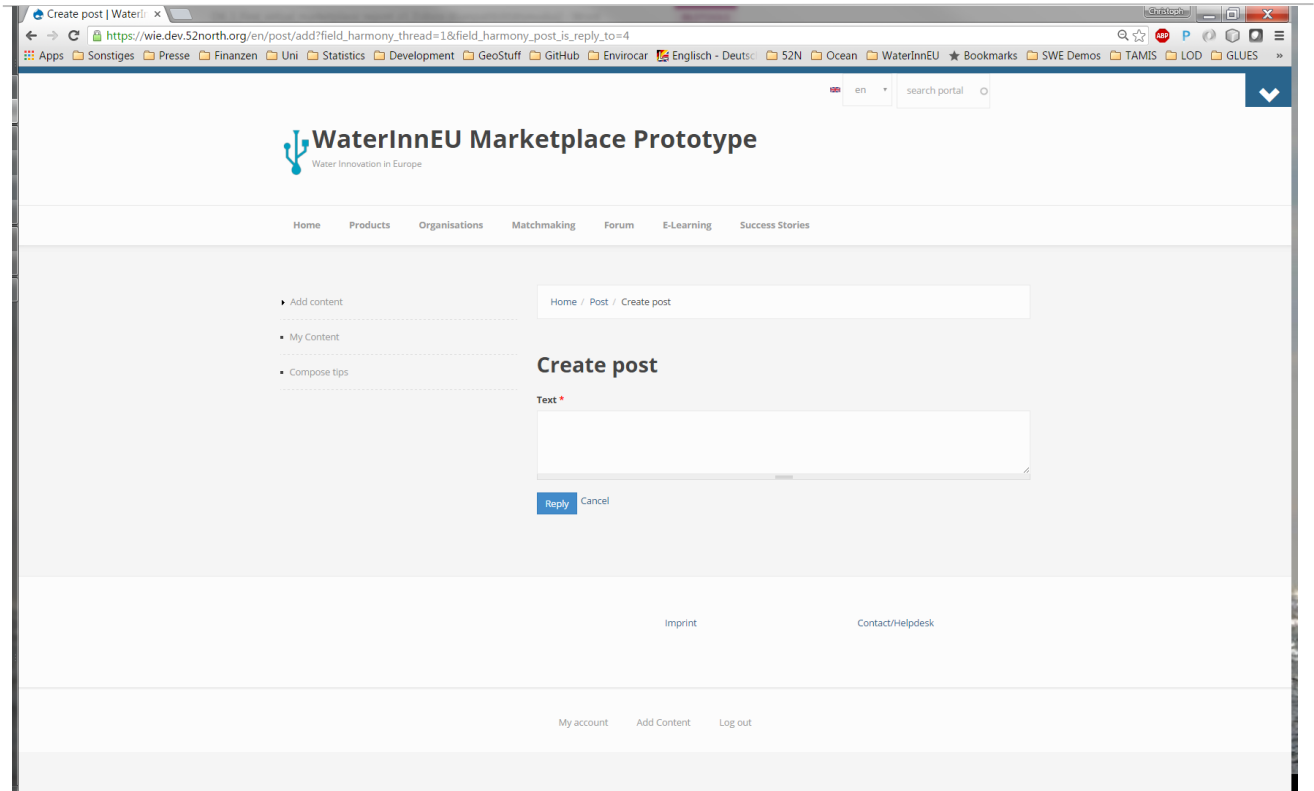 Create post | WaterIn
Christoph
https://wie.dev.52north.org/en/post/add?field_harmony_thread=1&field_harmony_post_is_reply_to=4
ABP P
Apps Sonstiges Presse Finanzen Uni Statistics Development GeoStuff GitHub Envirocar Englisch - Deutsc 52N Ocean WaterInnEU Bookmarks SWE Demos TAMIS LOD GLUES »
en search portal
WaterInnEU Marketplace Prototype
Water Innovation in Europe
Home Products Organisations Matchmaking Forum E-Learning Success Stories
Add content
Home / Post / Create post
My Content
Create post
Compose tips
Text *
Reply Cancel
Imprint Contact/Helpdesk
My account Add Content Log out